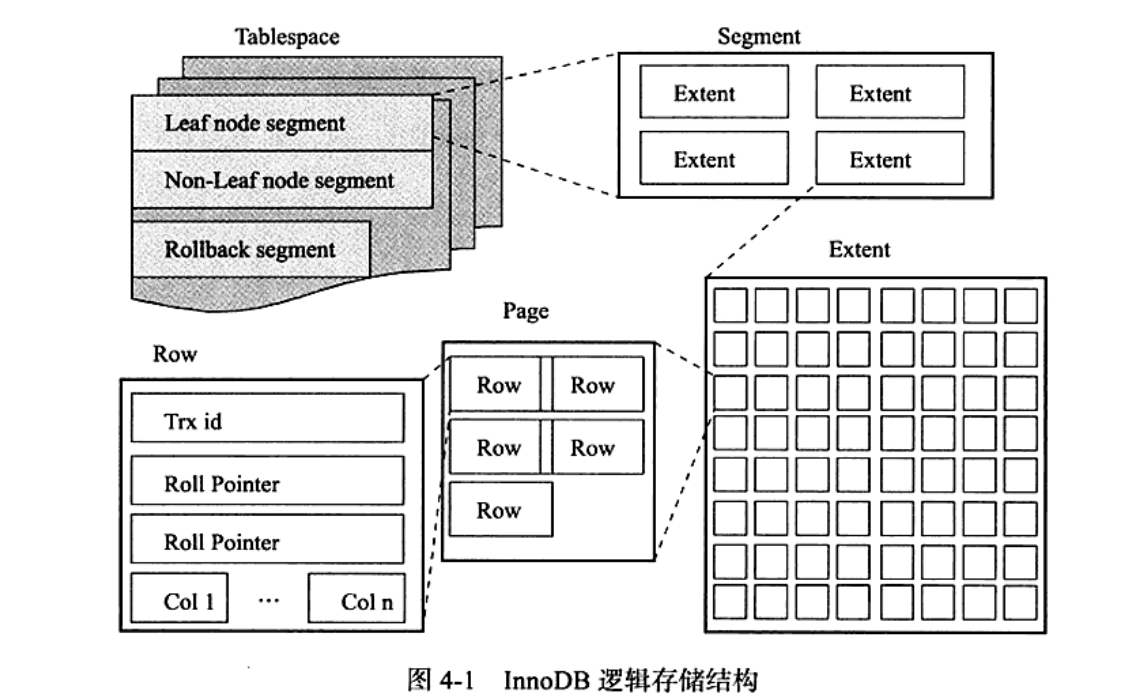 Tablespace
Leaf node segment
Non-Leaf node segment
Rollback segment
Segment
Extent
Extent
Extent
Extent
Extent
Page
Row
Row
Row
Row
Row
Row
Trx id
Roll Pointer
Roll Pointer
Col 1 ··· Col n
图 4-1 InnoDB 逻辑存储结构